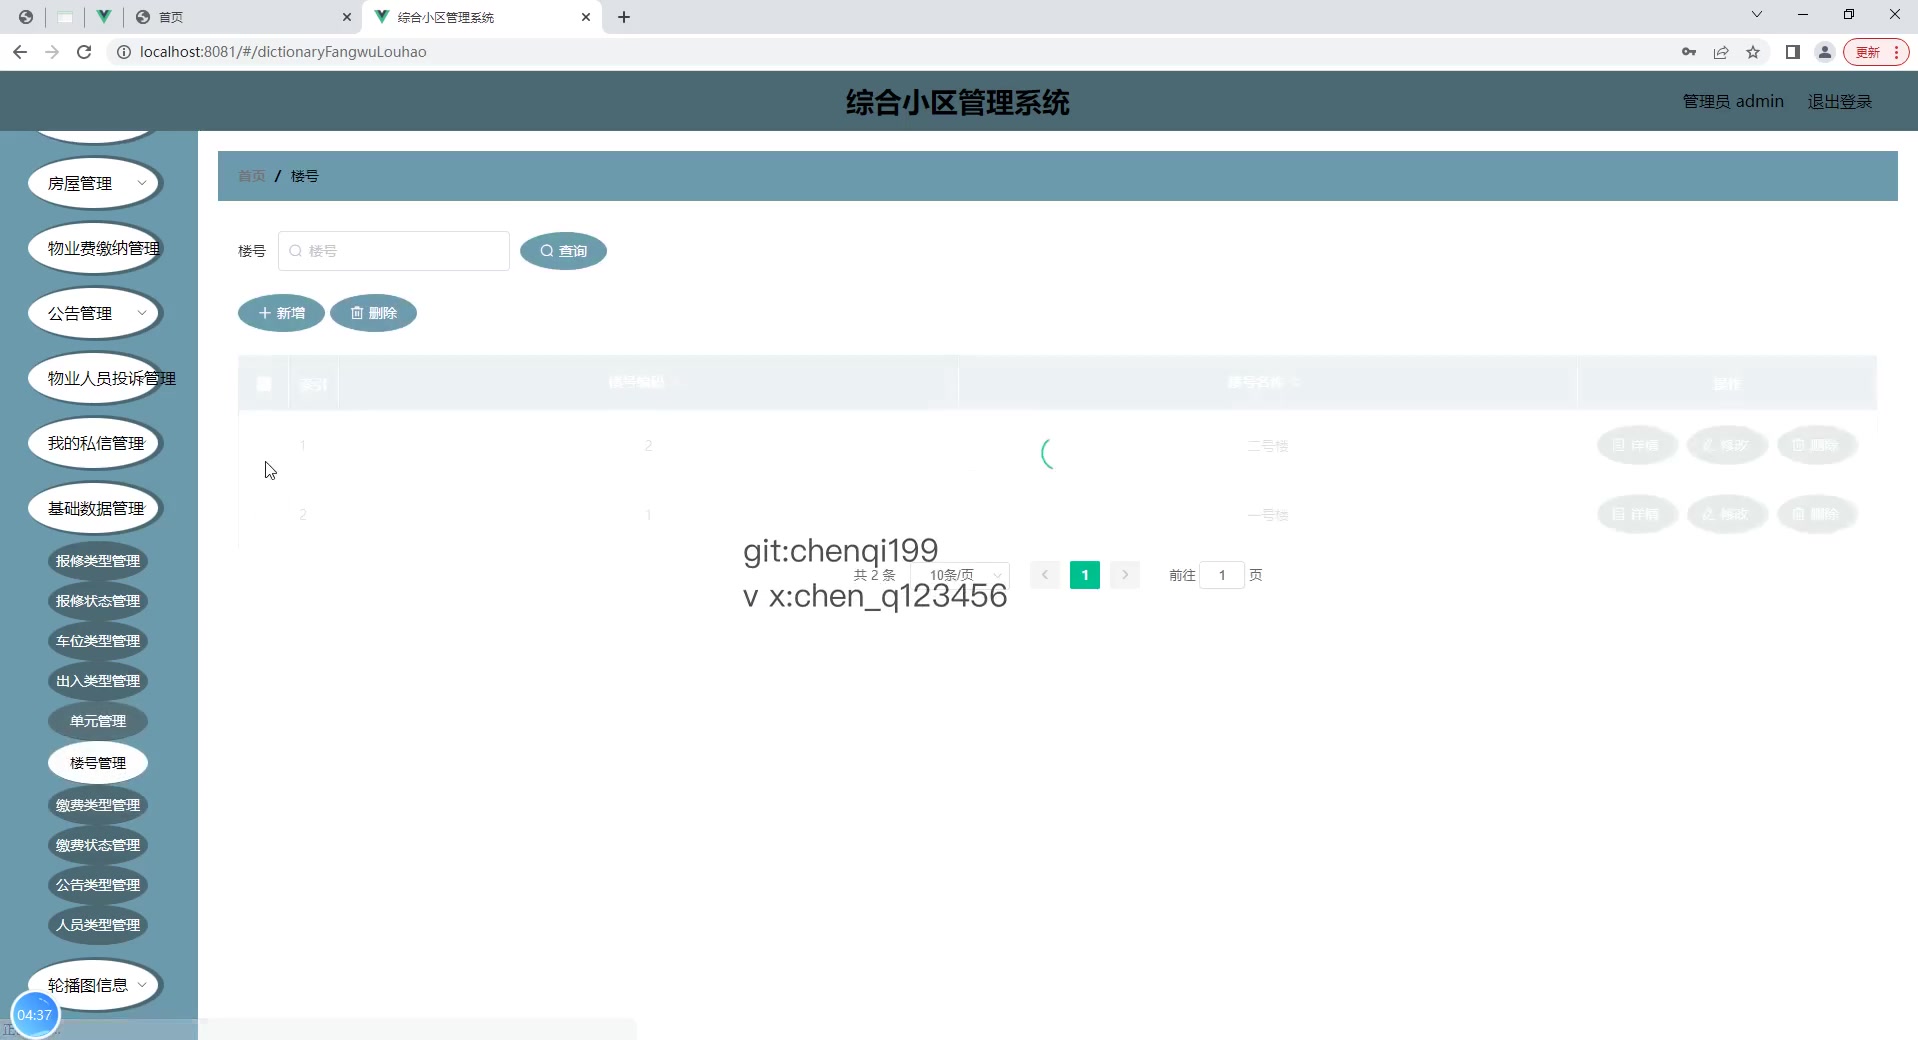 首页
综合小区管理系统
localhost:8081/#/dictionaryFangwuLouhao
更新
综合小区管理系统
管理员 admin
退出登录
房屋管理
物业费缴纳管理
公告管理
物业人员投诉管理
我的私信管理
基础数据管理
报修类型管理
报修状态管理
车位类型管理
出入类型管理
单元管理
楼号管理
缴费类型管理
缴费状态管理
公告类型管理
人员类型管理
轮播图信息
04:37
首页 / 楼号
楼号 楼号 查询
新增 删除
索引 楼号编码 楼号名称 操作
1 2 二号楼 详情 修改 删除
2 1 一号楼 详情 修改 删除
git:chenqi199
共 2 条 10条/页 1 前往 1 页
v x:chen_q123456